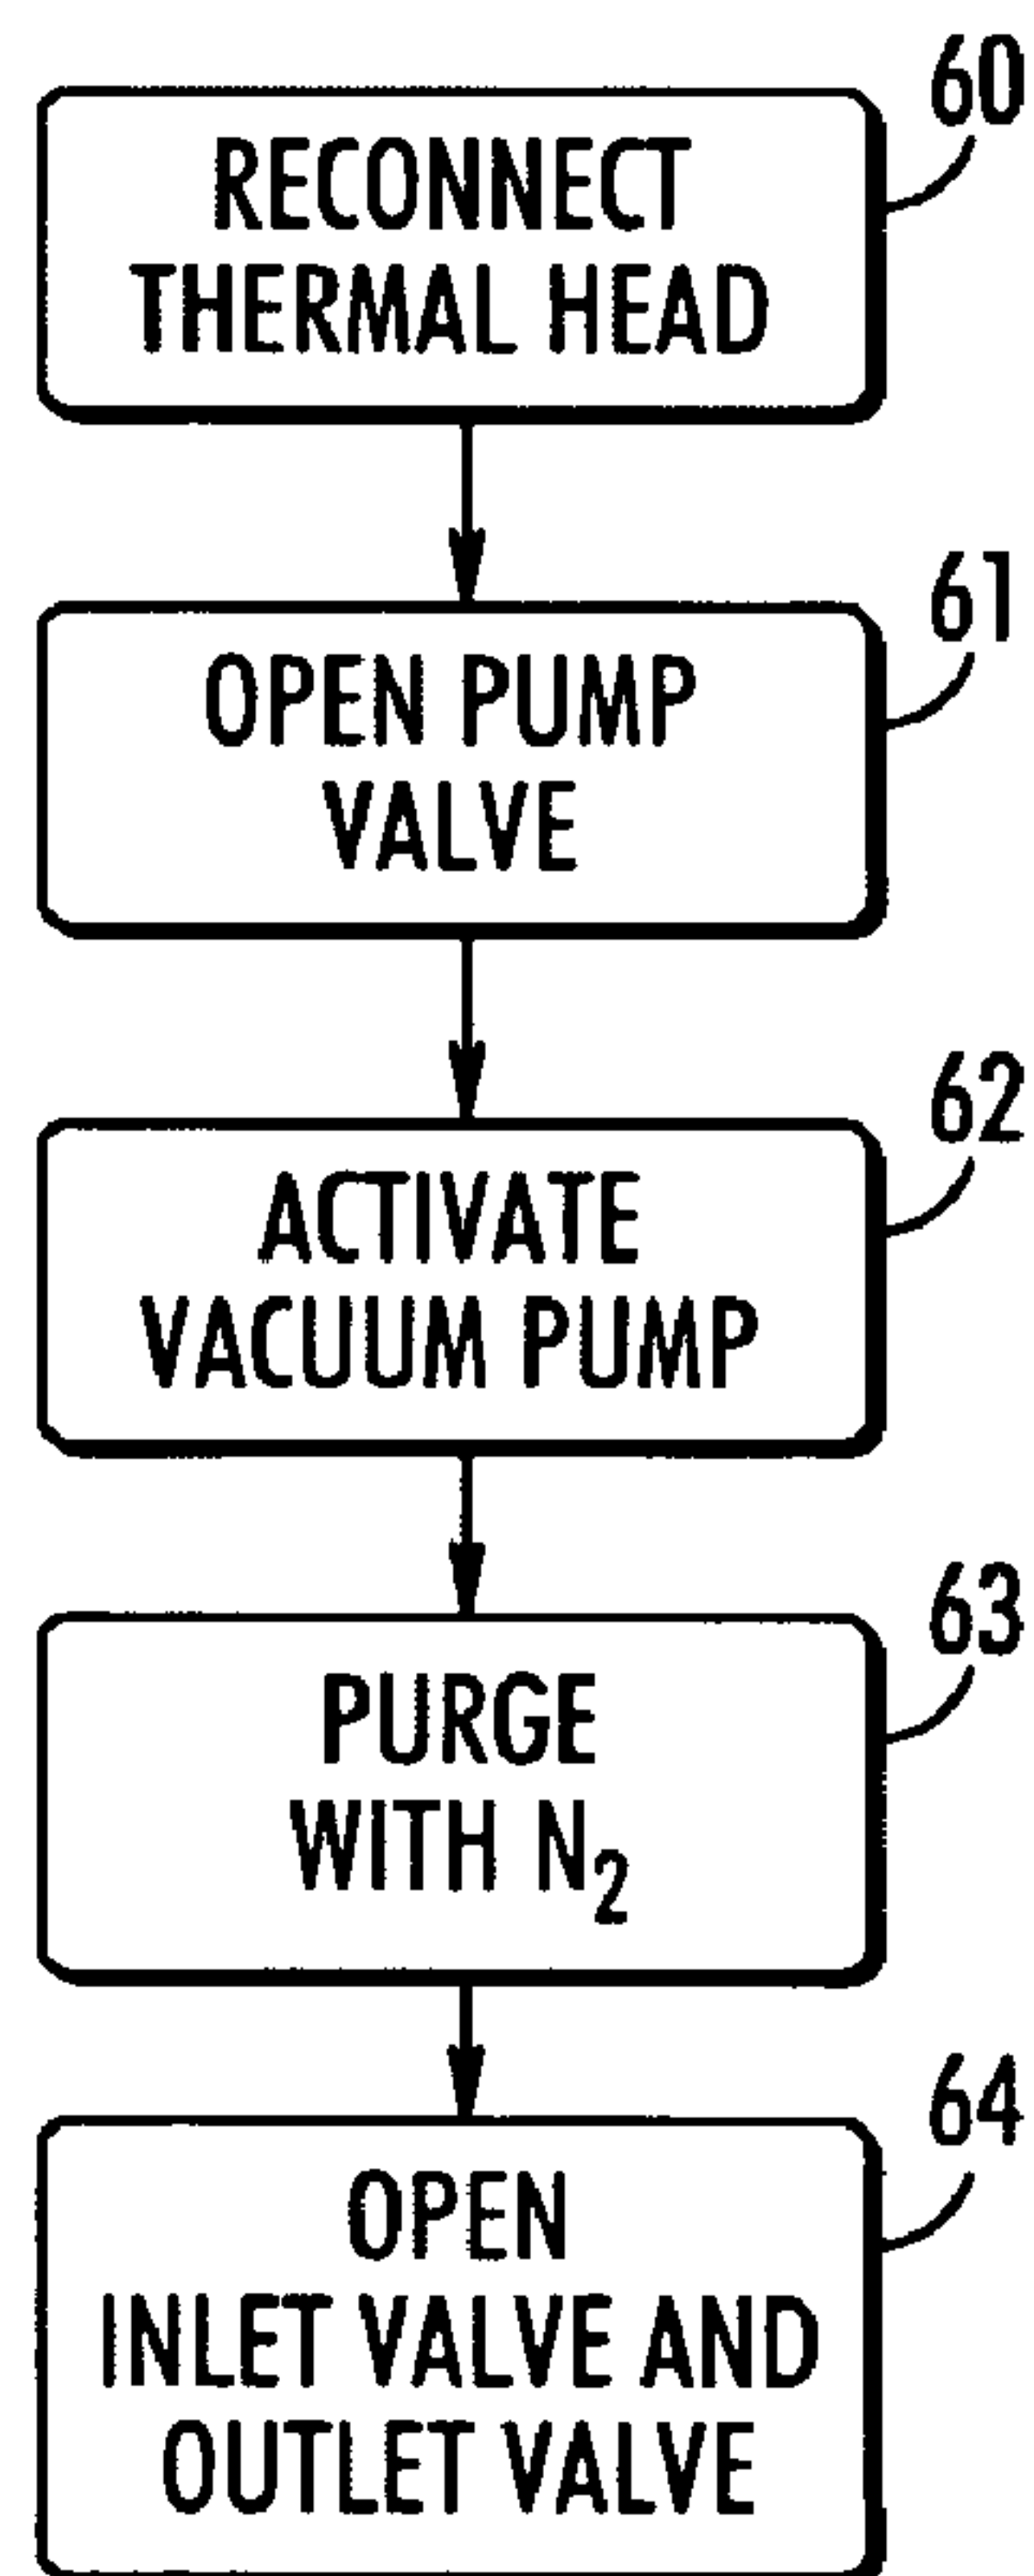 60
RECONNECT
THERMAL HEAD
61
OPEN PUMP
VALVE
62
ACTIVATE
VACUUM PUMP
63
PURGE
WITH N₂
64
OPEN
INLET VALVE AND
OUTLET VALVE